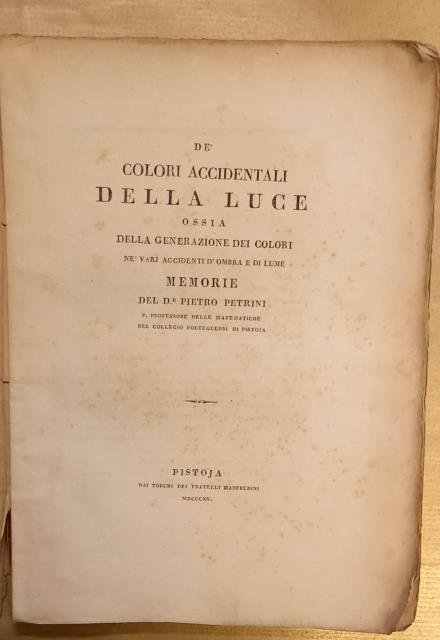 DE'
COLORI ACCIDENTALI
DELLA LUCE
OSSIA
DELLA GENERAZIONE DEI COLORI
NE' VARJ ACCIDENTI D'OMBRA E DI LUME
MEMORIE
DEL D.R PIETRO PETRINI
P. PROFESSORE DELLE MATEMATICHE
NEL COLLEGIO FORTEGUERRI DI PISTOJA
PISTOJA
DAI TORCHI DEI FRATELLI MANFREDINI
MDCCCXV.